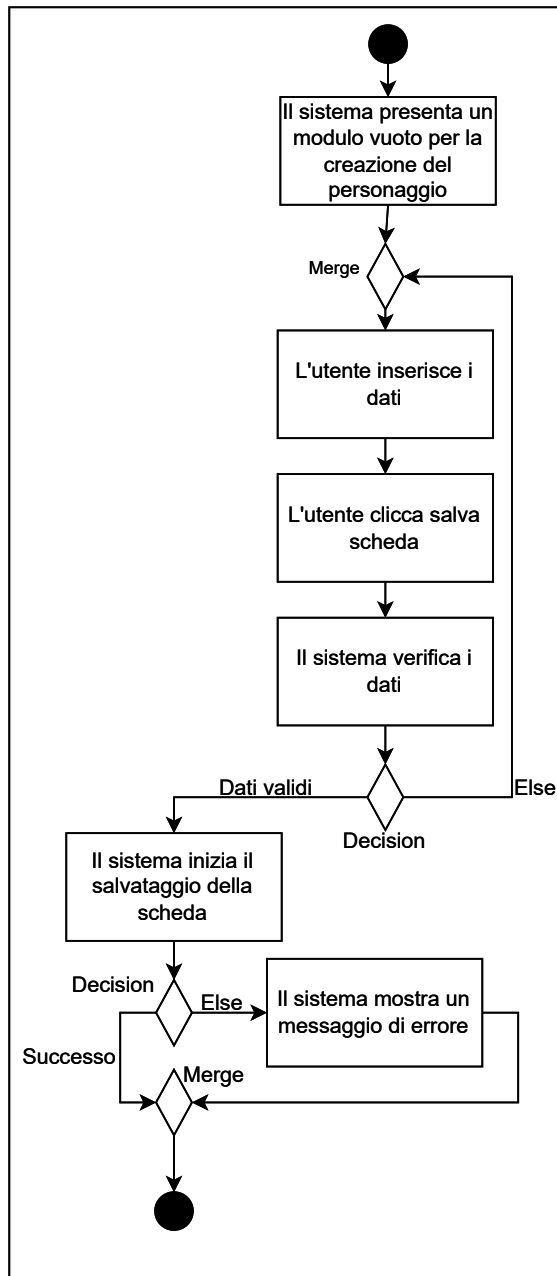 Il sistema presenta un
modulo vuoto per la
creazione del
personaggio
Merge
L'utente inserisce i
dati
L'utente clicca salva
scheda
Il sistema verifica i
dati
Dati validi
Else
Decision
Il sistema inizia il
salvataggio della
scheda
Decision
Else
Il sistema mostra un
messaggio di errore
Successo
Merge